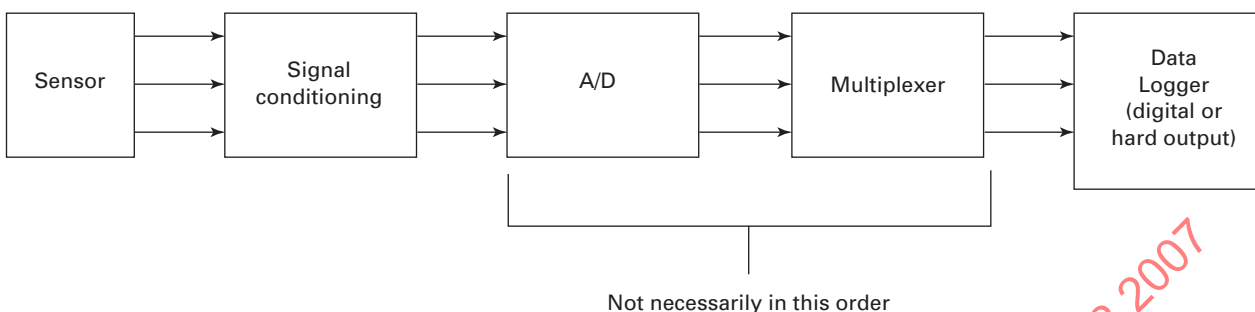 Sensor
Signal
conditioning
A/D
Multiplexer
Data
Logger
(digital or
hard output)
Not necessarily in this order
2007